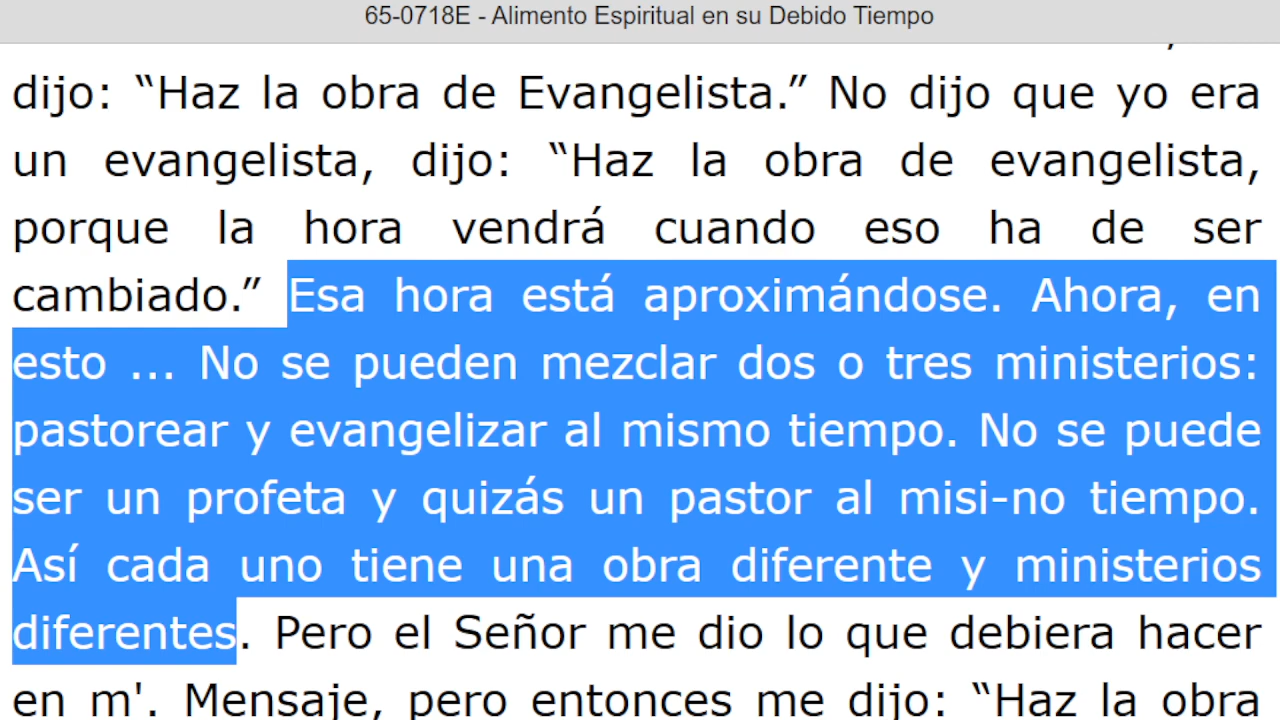 65-0718E - Alimento Espiritual en su Debido Tiempo
dijo: “Haz la obra de Evangelista.” No dijo que yo era
un evangelista, dijo: “Haz la obra de evangelista,
porque la hora vendrá cuando eso ha de ser
cambiado.” Esa hora está aproximándose. Ahora, en
esto ... No se pueden mezclar dos o tres ministerios:
pastorear y evangelizar al mismo tiempo. No se puede
ser un profeta y quizás un pastor al misi-no tiempo.
Así cada uno tiene una obra diferente y ministerios
diferentes. Pero el Señor me dio lo que debiera hacer
en m'. Mensaje, pero entonces me dijo: “Haz la obra